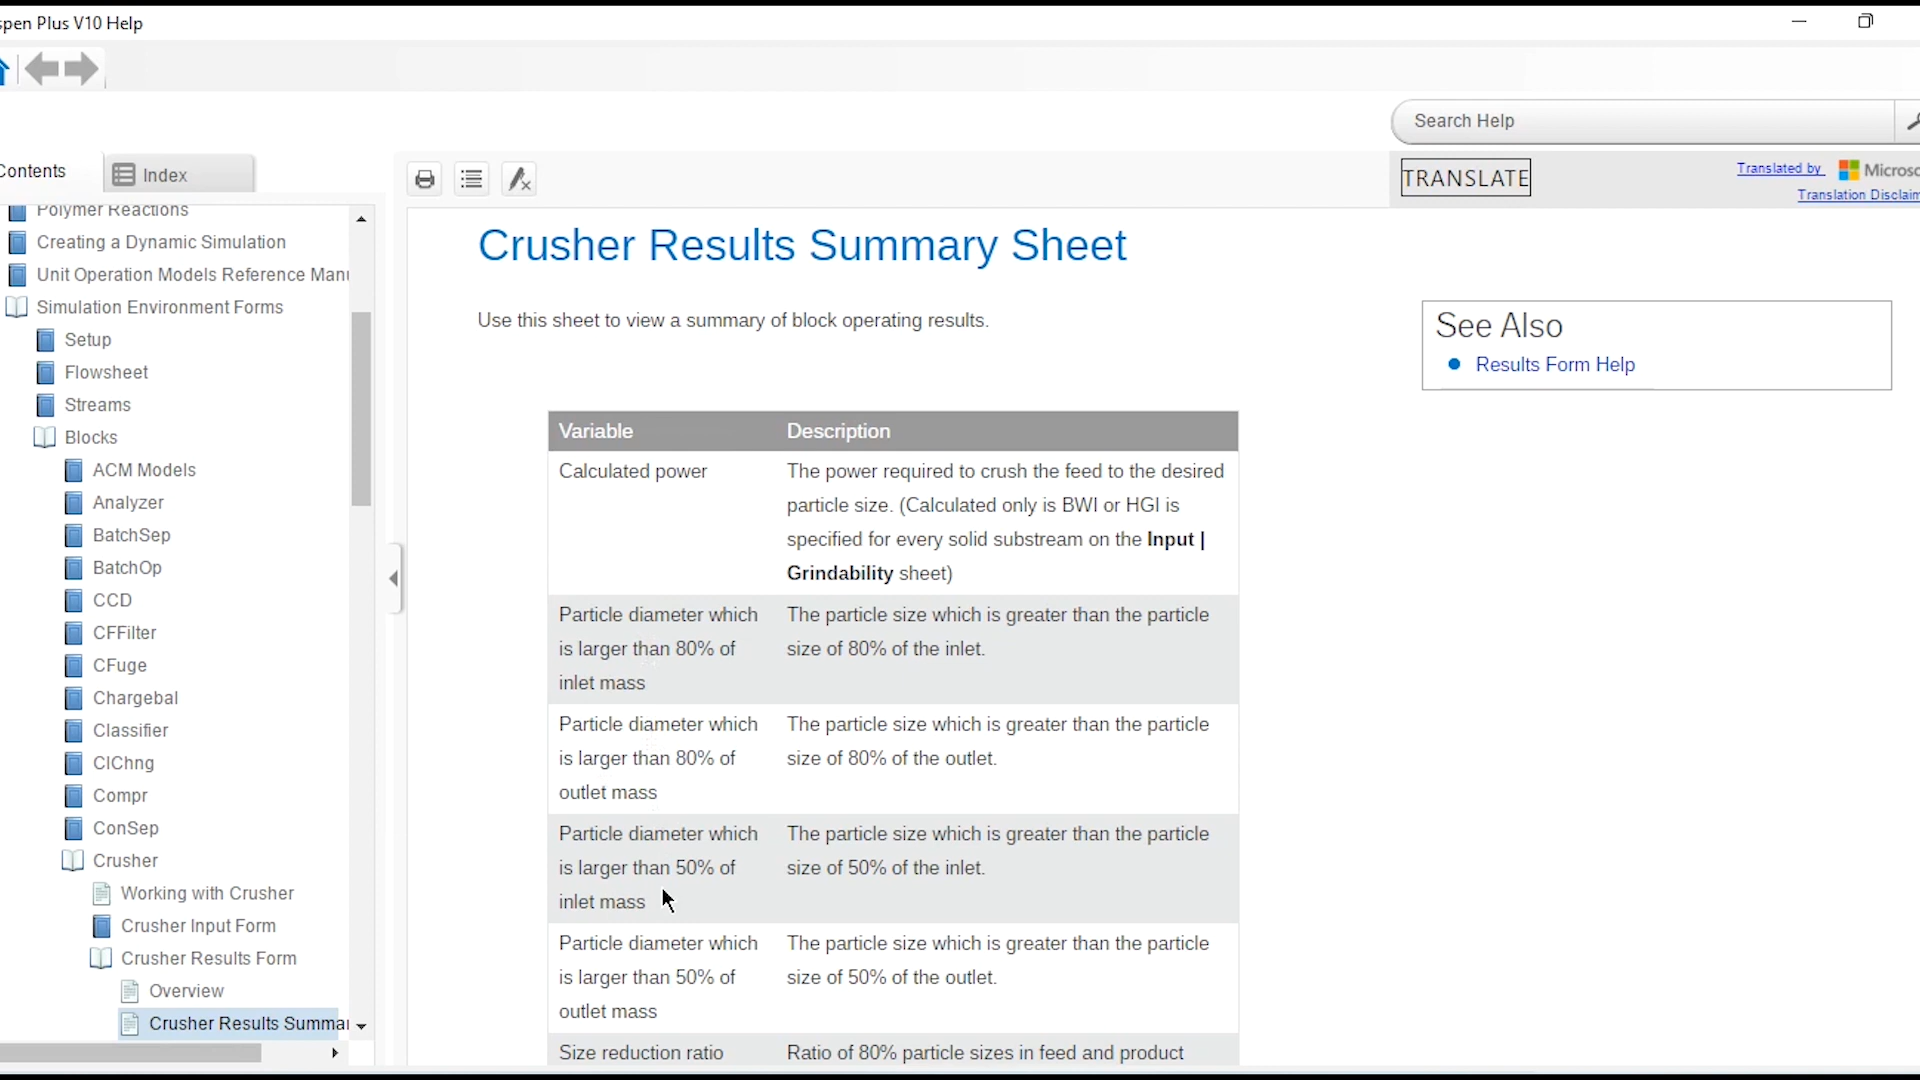 spen Plus V10 Help
Search Help
Contents
Index
TRANSLATE
Translated by
Microso
Translation Disclaim
Polymer Reactions
Creating a Dynamic Simulation
Unit Operation Models Reference Manu
Simulation Environment Forms
Setup
Flowsheet
Streams
Blocks
ACM Models
Analyzer
BatchSep
BatchOp
CCD
CFFilter
CFuge
Chargebal
Classifier
ClChng
Compr
ConSep
Crusher
Working with Crusher
Crusher Input Form
Crusher Results Form
Overview
Crusher Results Summar
Crusher Results Summary Sheet
Use this sheet to view a summary of block operating results.
See Also
Results Form Help
Variable
Description
Calculated power
The power required to crush the feed to the desired
particle size. (Calculated only is BWI or HGI is
specified for every solid substream on the Input |
Grindability sheet)
Particle diameter which
is larger than 80% of
inlet mass
The particle size which is greater than the particle
size of 80% of the inlet.
Particle diameter which
is larger than 80% of
outlet mass
The particle size which is greater than the particle
size of 80% of the outlet.
Particle diameter which
is larger than 50% of
inlet mass
The particle size which is greater than the particle
size of 50% of the inlet.
Particle diameter which
is larger than 50% of
outlet mass
The particle size which is greater than the particle
size of 50% of the outlet.
Size reduction ratio
Ratio of 80% particle sizes in feed and product